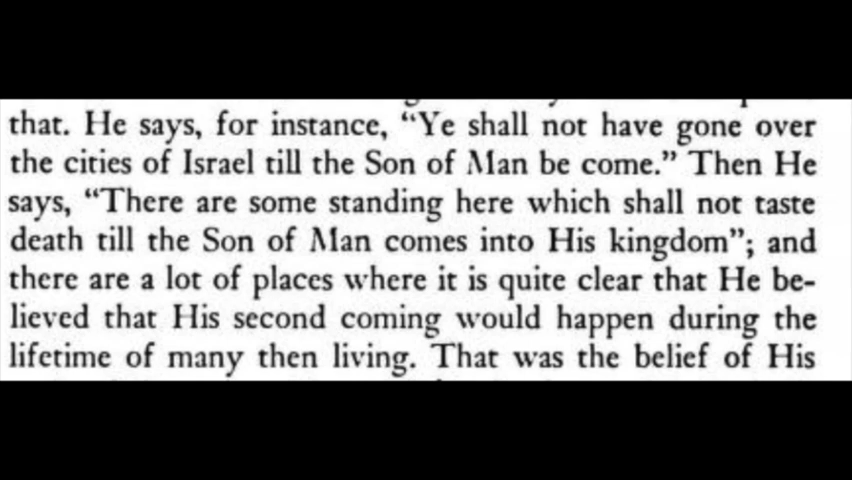 that. He says, for instance, "Ye shall not have gone over
the cities of Israel till the Son of Man be come." Then He
says, "There are some standing here which shall not taste
death till the Son of Man comes into His kingdom"; and
there are a lot of places where it is quite clear that He be-
lieved that His second coming would happen during the
lifetime of many then living. That was the belief of His